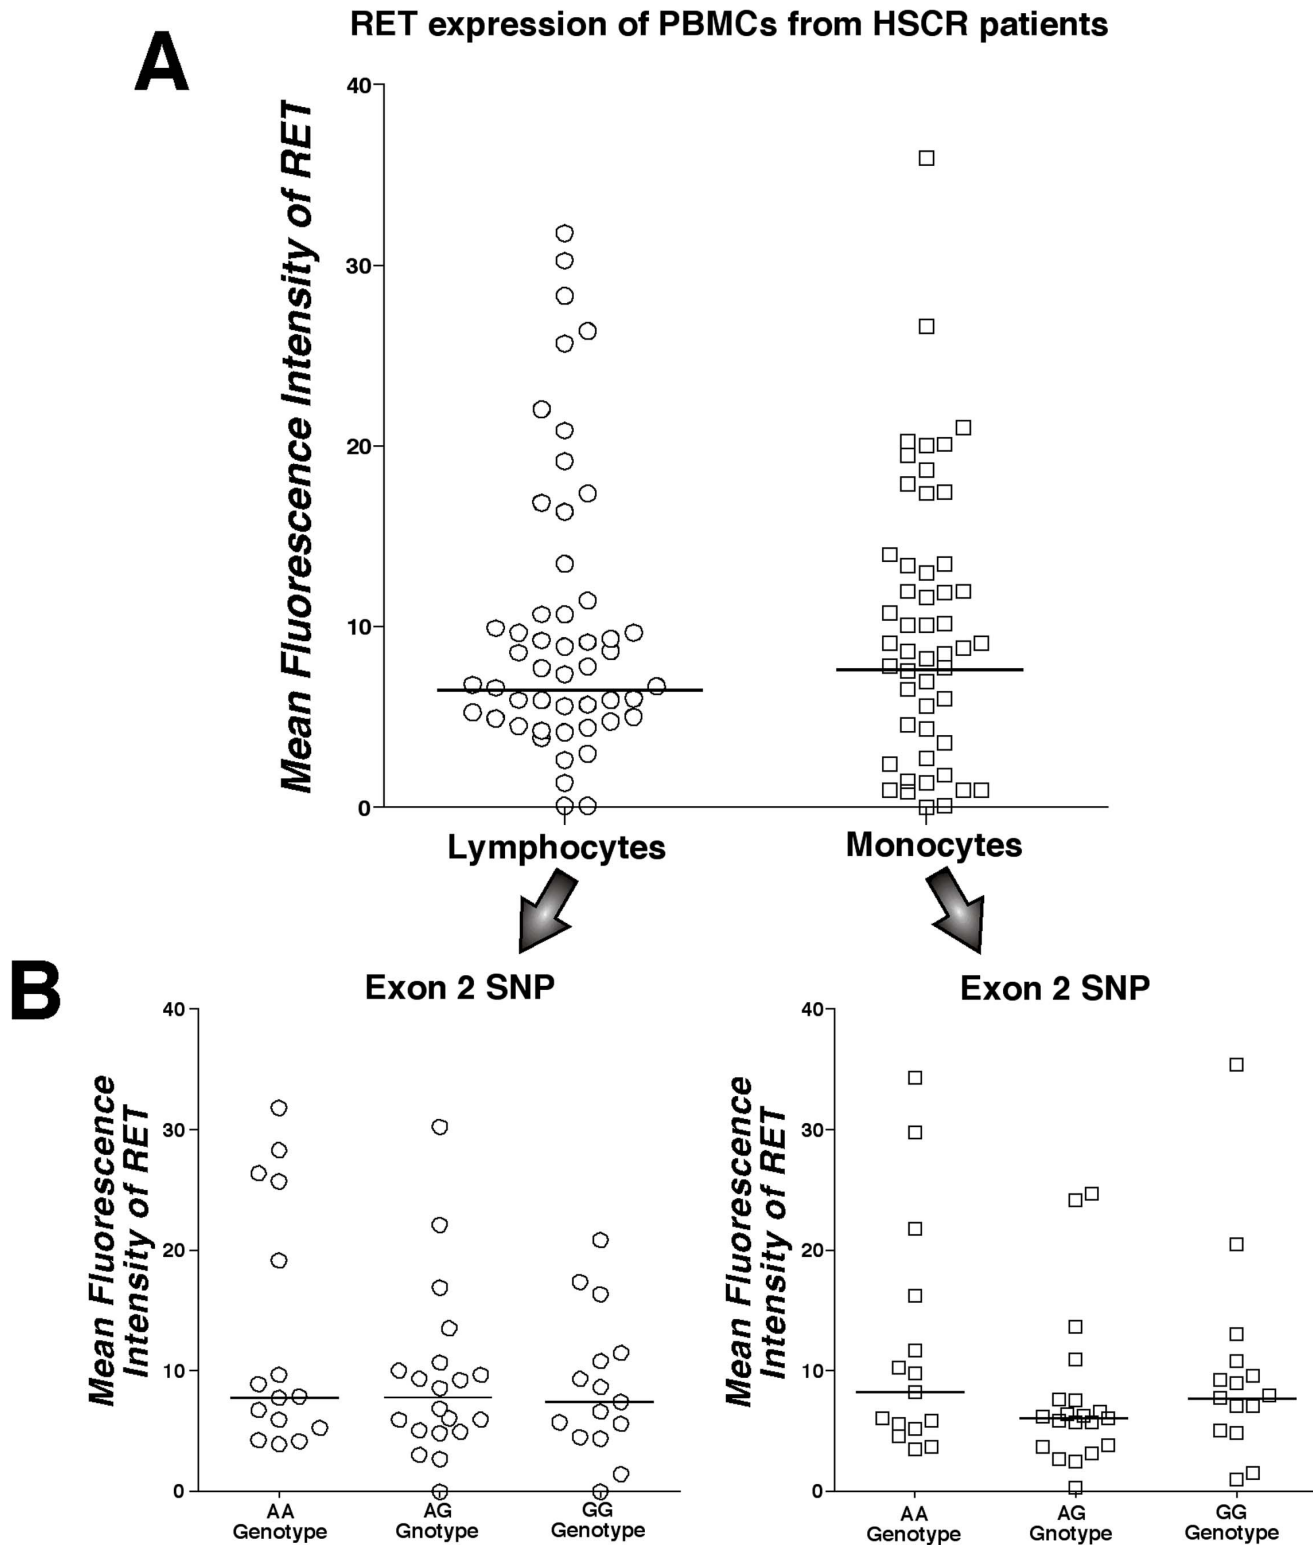 A
RET expression of PBMCs from HSCR patients
Mean Fluorescence Intensity of RET
40
30
20
10
0
Lymphocytes
Monocytes
B
Exon 2 SNP
Mean Fluorescence
Intensity of RET
40
30
20
10
0
AA
Genotype
AG
Gnotype
GG
Genotype
Exon 2 SNP
Mean Fluorescence
Intensity of RET
40
30
20
10
0
AA
Genotype
AG
Gnotype
GG
Genotype